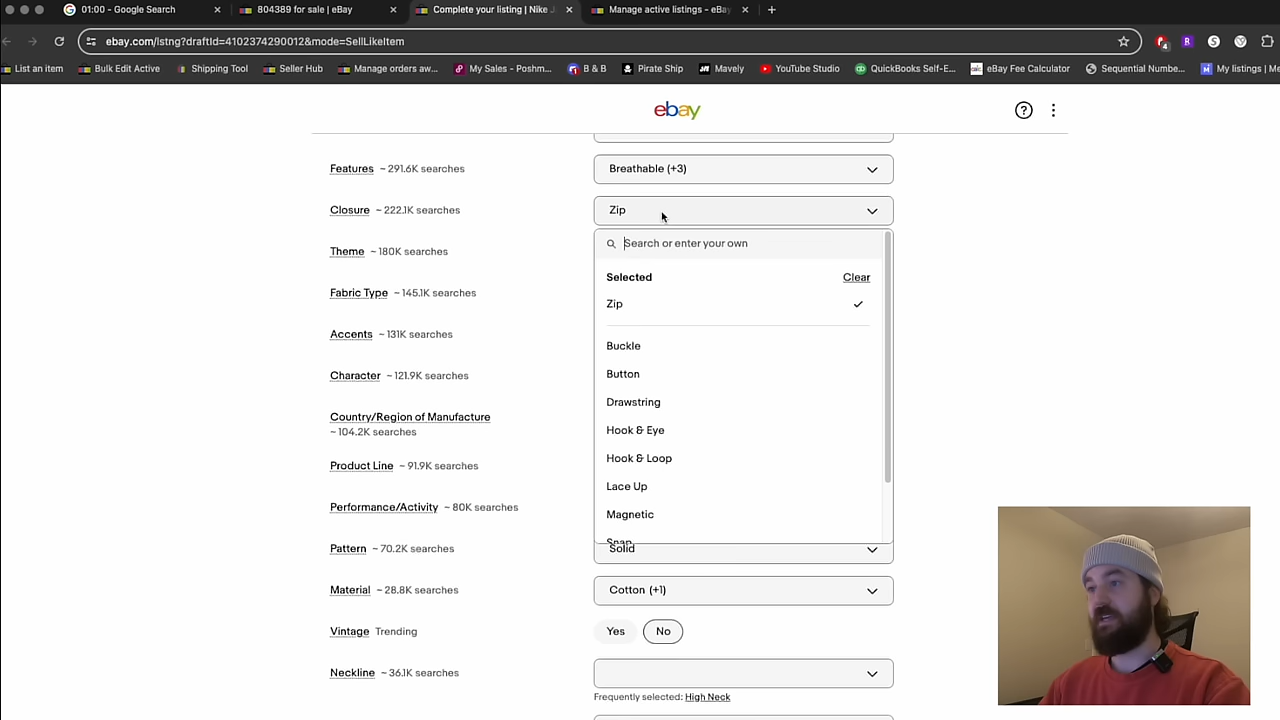 01:00 - Google Search
804389 for sale | eBay
Complete your listing | Nike J
Manage active listings - eBay
ebay.com/lstng?draftId=4102374290012&mode=SellLikeItem
4
List an item
Bulk Edit Active
Shipping Tool
Seller Hub
Manage orders aw...
My Sales - Poshm...
B & B
Pirate Ship
Mavely
YouTube Studio
QuickBooks Self-E...
eBay Fee Calculator
Sequential Numbe...
My listings | Me
ebay
Features ~ 291.6K searches
Breathable (+3)
Closure ~ 222.1K searches
Zip
Theme ~ 180K searches
Search or enter your own
Selected
Clear
Fabric Type ~ 145.1K searches
Zip
Accents ~ 131K searches
Buckle
Character ~ 121.9K searches
Button
Drawstring
Country/Region of Manufacture
~ 104.2K searches
Hook & Eye
Product Line ~ 91.9K searches
Hook & Loop
Lace Up
Performance/Activity ~ 80K searches
Magnetic
Snap
Pattern ~ 70.2K searches
Solid
Material ~ 28.8K searches
Cotton (+1)
Vintage Trending
Yes
No
Neckline ~ 36.1K searches
Frequently selected: High Neck